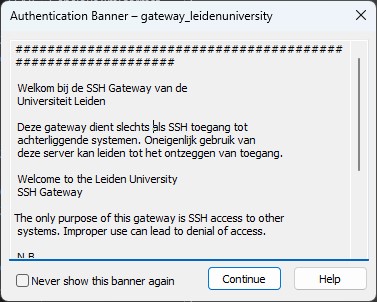 Authentication Banner – gateway_leidenuniversity
##########################################
####################
Welkom bij de SSH Gateway van de
Universiteit Leiden
Deze gateway dient slechts als SSH toegang tot
achterliggende systemen. Oneigenlijk gebruik van
deze server kan leiden tot het ontzeggen van toegang.
Welcome to the Leiden University
SSH Gateway
The only purpose of this gateway is SSH access to other
systems. Improper use can lead to denial of access.
N.B.
Never show this banner again
Continue
Help